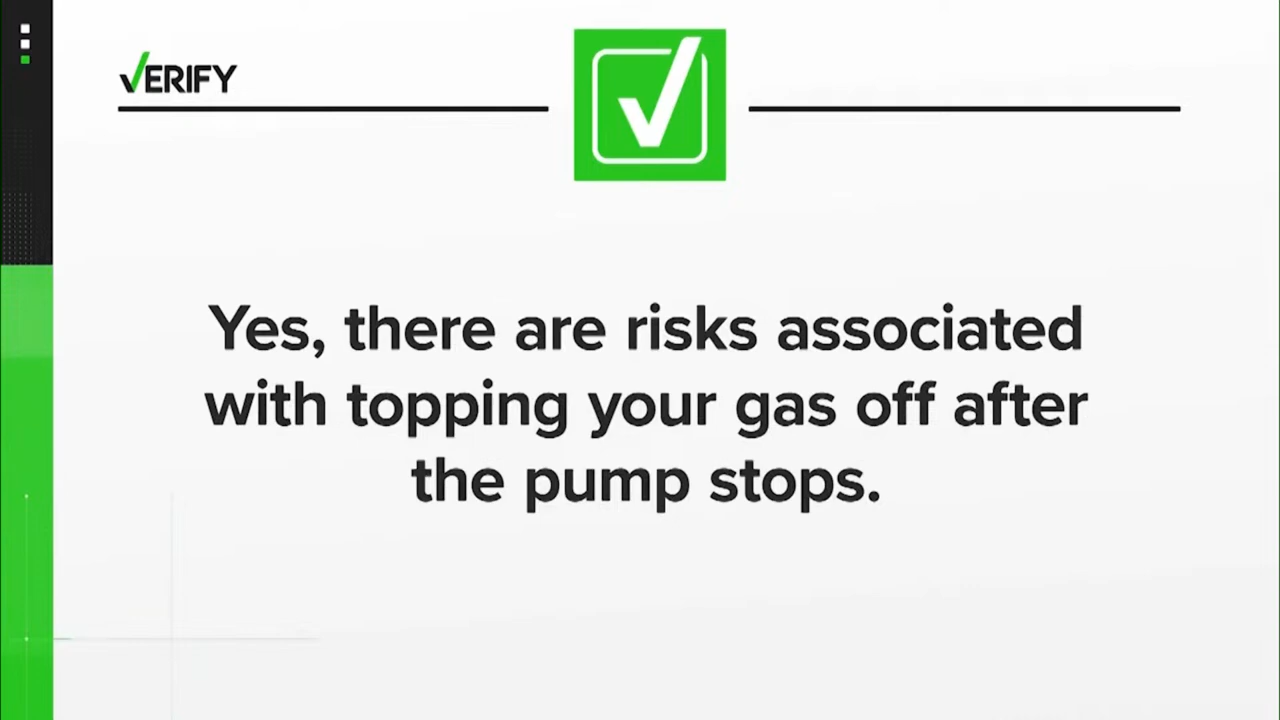 VERIFY
Yes, there are risks associated
with topping your gas off after
the pump stops.